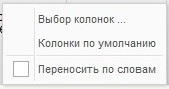 Выбор колонок ...
Колонки по умолчанию
Переносить по словам